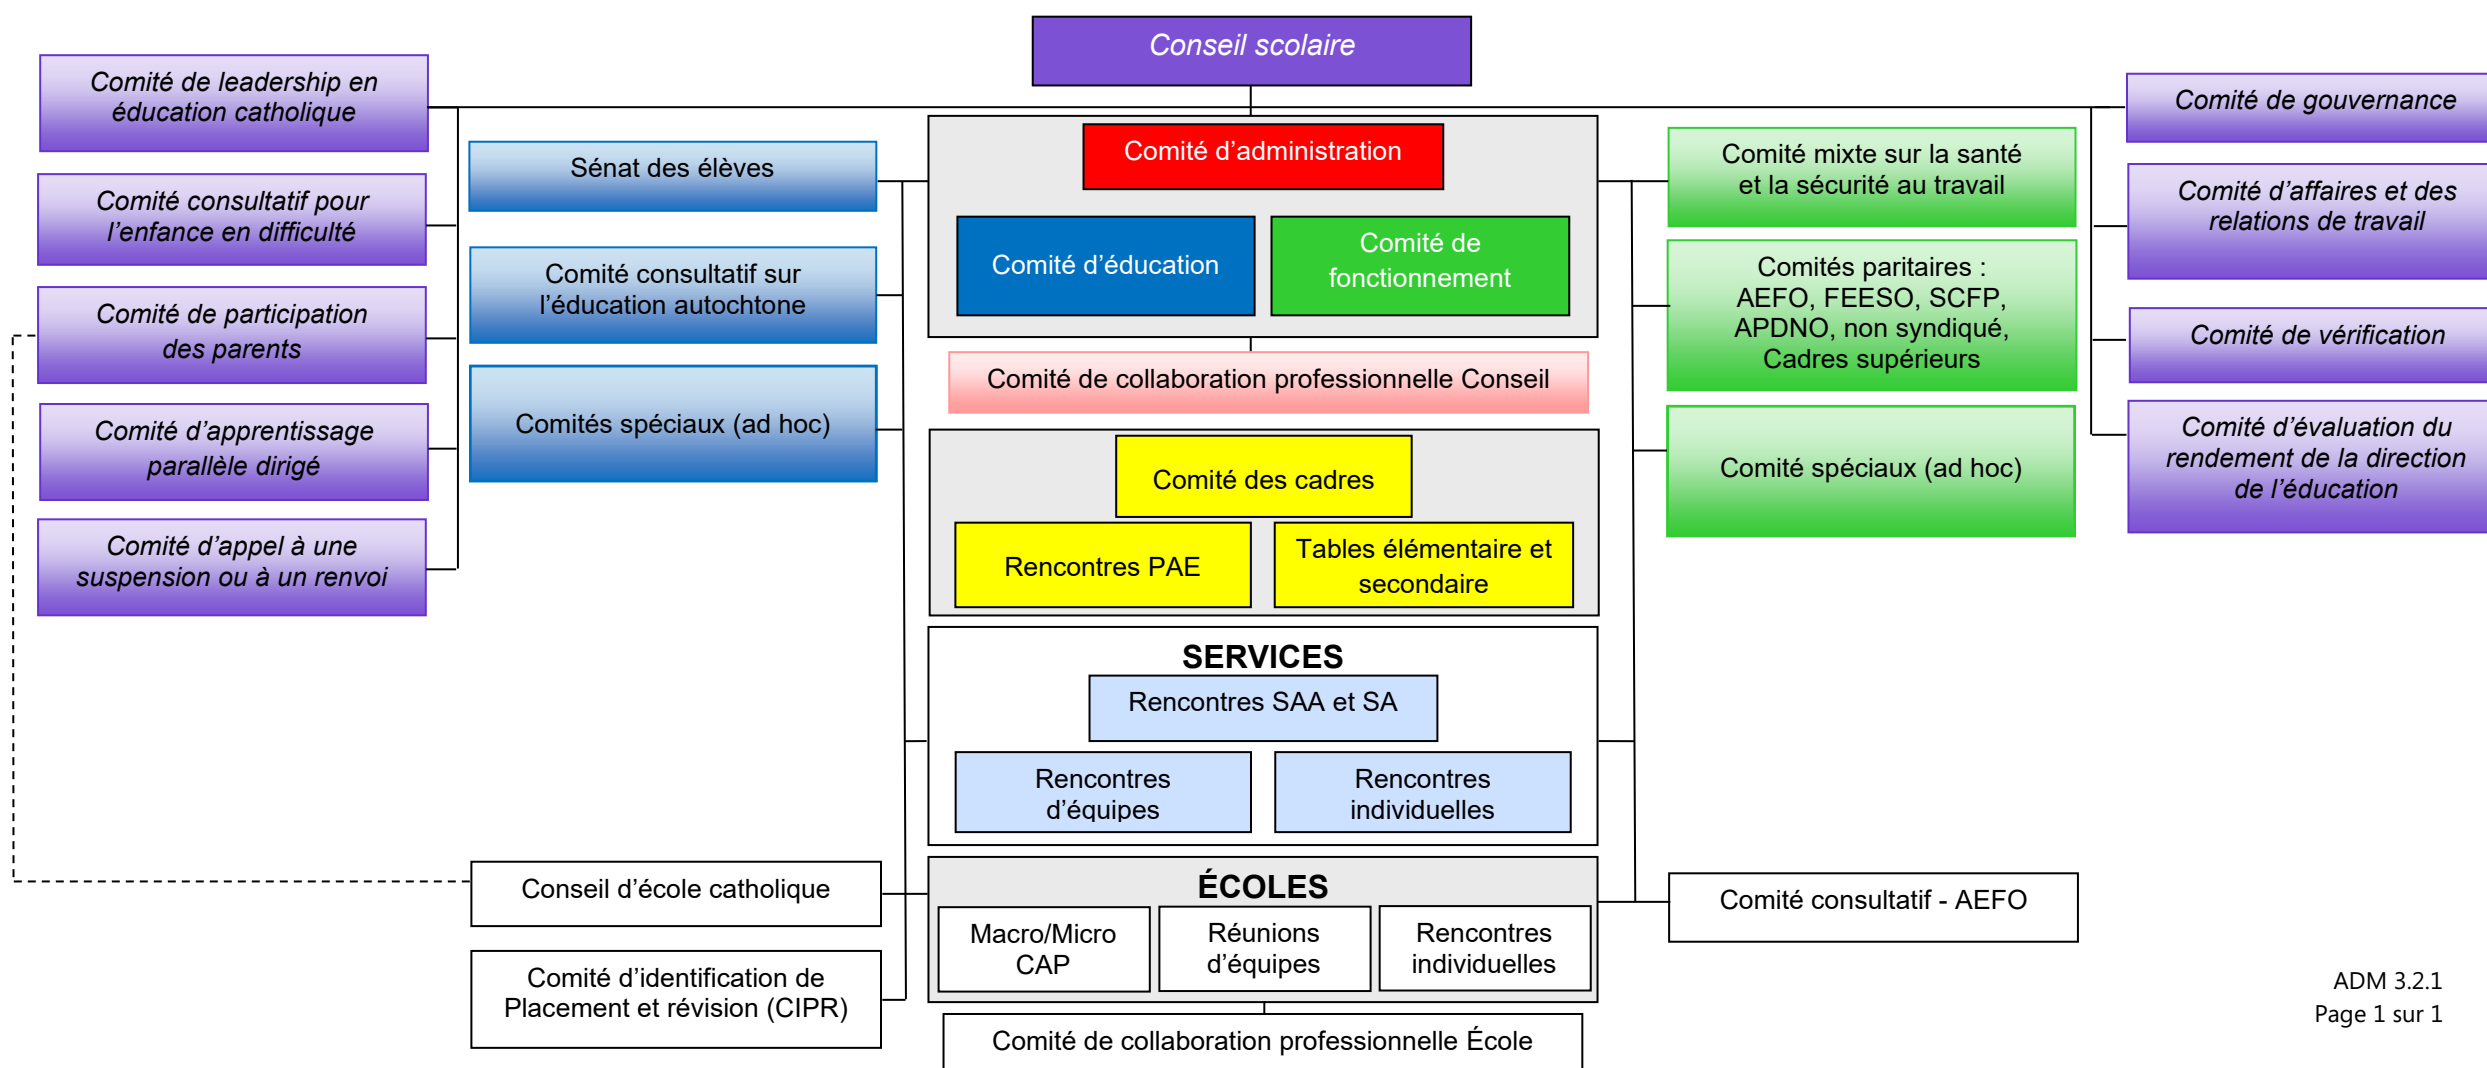 Conseil scolaire
Comité de leadership en
éducation catholique
Comité consultatif pour
l'enfance en difficulté
Comité de participation
des parents
Comité d'apprentissage
parallèle dirigé
Comité d'appel à une
suspension ou à un renvoi
Sénat des élèves
Comité consultatif sur
l'éducation autochtone
Comités spéciaux (ad hoc)
Comité d'administration
Comité d'éducation
Comité de
fonctionnement
Comité de collaboration professionnelle Conseil
Comité des cadres
Rencontres PAE
Tables élémentaire et
secondaire
SERVICES
Rencontres SAA et SA
Rencontres
d'équipes
Rencontres
individuelles
Conseil d'école catholique
Comité d'identification de
Placement et révision (CIPR)
ÉCOLES
Macro/Micro
CAP
Réunions
d'équipes
Rencontres
individuelles
Comité de collaboration professionnelle École
Comité mixte sur la santé
et la sécurité au travail
Comités paritaires :
AEFO, FEESO, SCFP,
APDNO, non syndiqué,
Cadres supérieurs
Comité spéciaux (ad hoc)
Comité consultatif - AEFO
Comité de gouvernance
Comité d'affaires et des
relations de travail
Comité de vérification
Comité d'évaluation du
rendement de la direction
de l'éducation
ADM 3.2.1
Page 1 sur 1